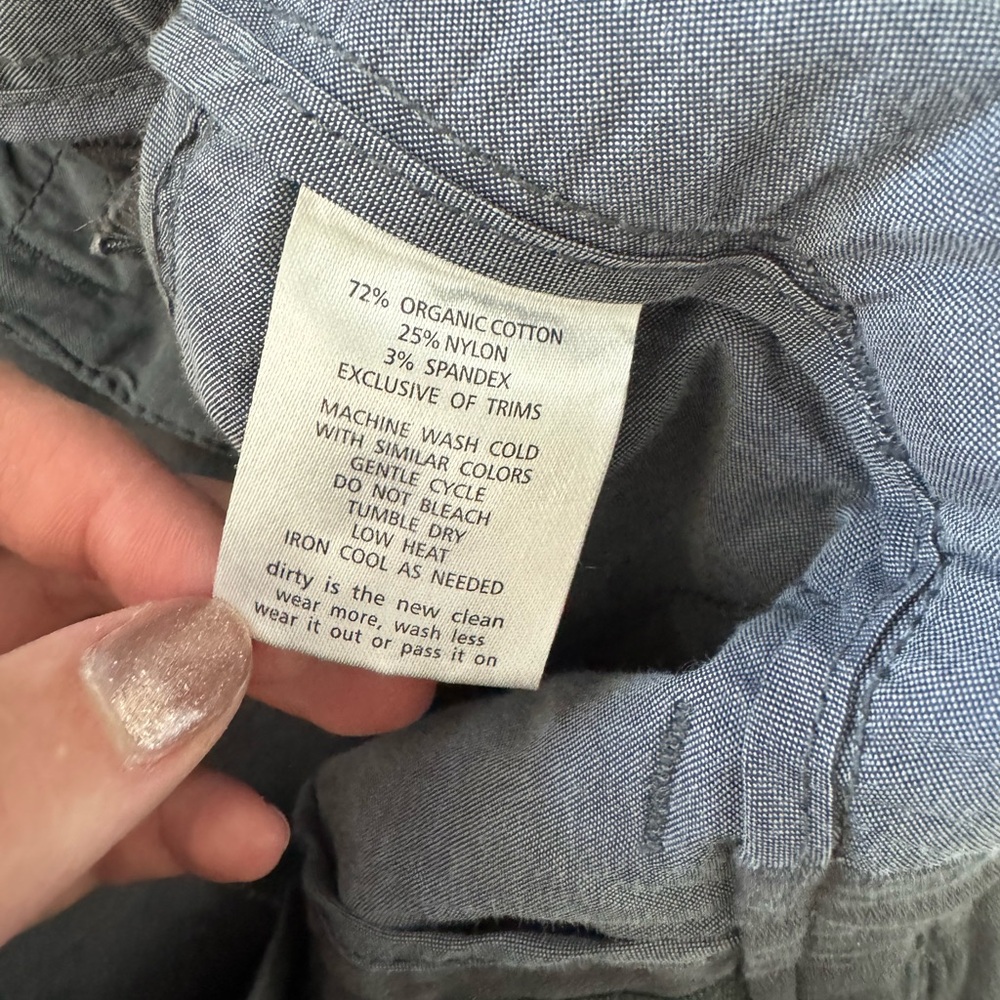 72% ORGANIC COTTON
25% NYLON
3% SPANDEX
EXCLUSIVE OF TRIMS
MACHINE WASH COLD
WITH SIMILAR COLORS
GENTLE CYCLE
DO NOT BLEACH
TUMBLE DRY
LOW HEAT
IRON COOL AS NEEDED
dirty is the new clean
wear more, wash less
wear it out or pass it on